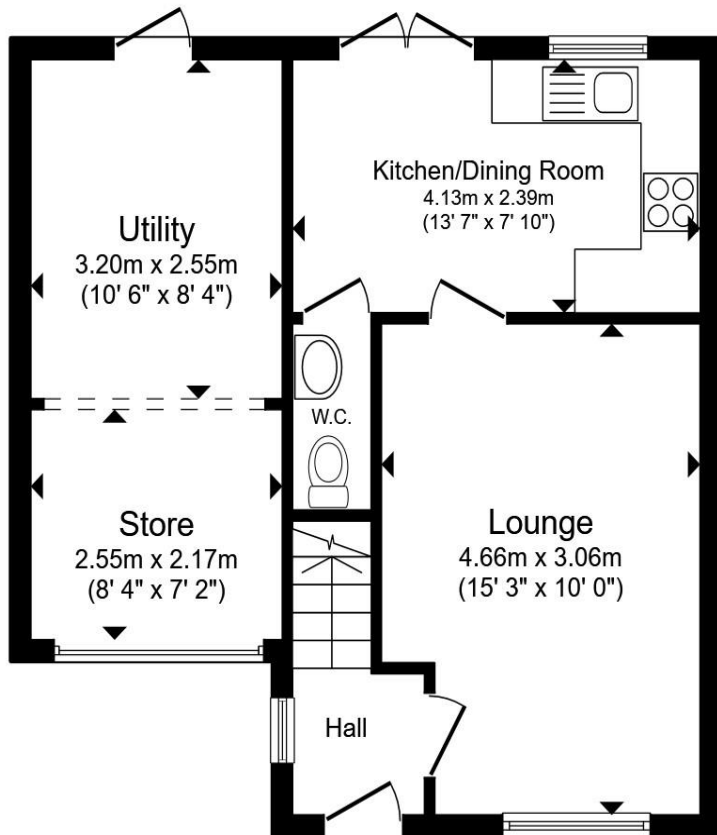 Kitchen/Dining Room
4.13m x 2.39m
(13' 7" x 7' 10")
Utility
3.20m x 2.55m
(10' 6" x 8' 4")
W.C.
Store
2.55m x 2.17m
(8' 4" x 7' 2")
Lounge
4.66m x 3.06m
(15' 3" x 10' 0")
Hall